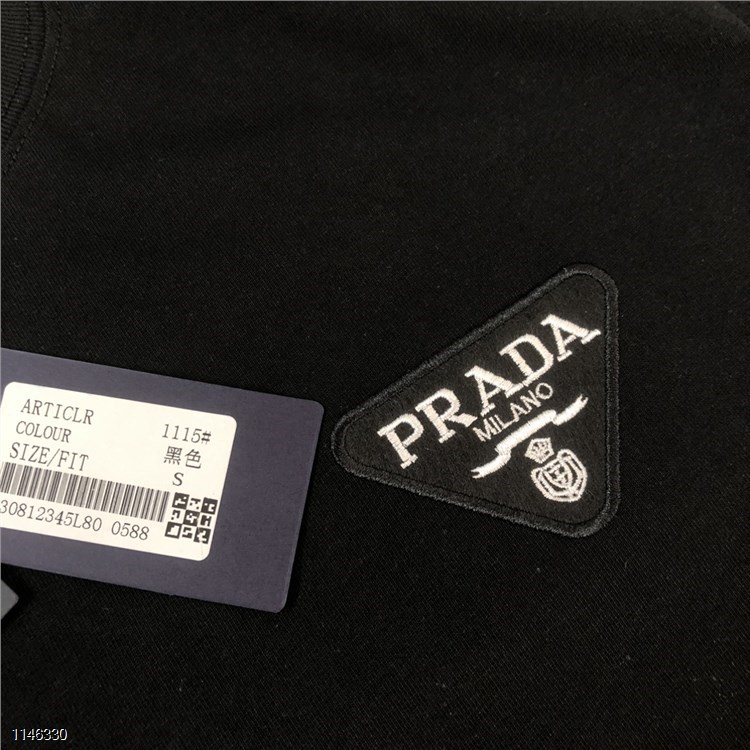 ARTICLR 1115#
COLOUR 黑色
SIZE/FIT S
30812345L80 0588
PRADA
MILANO
1146330